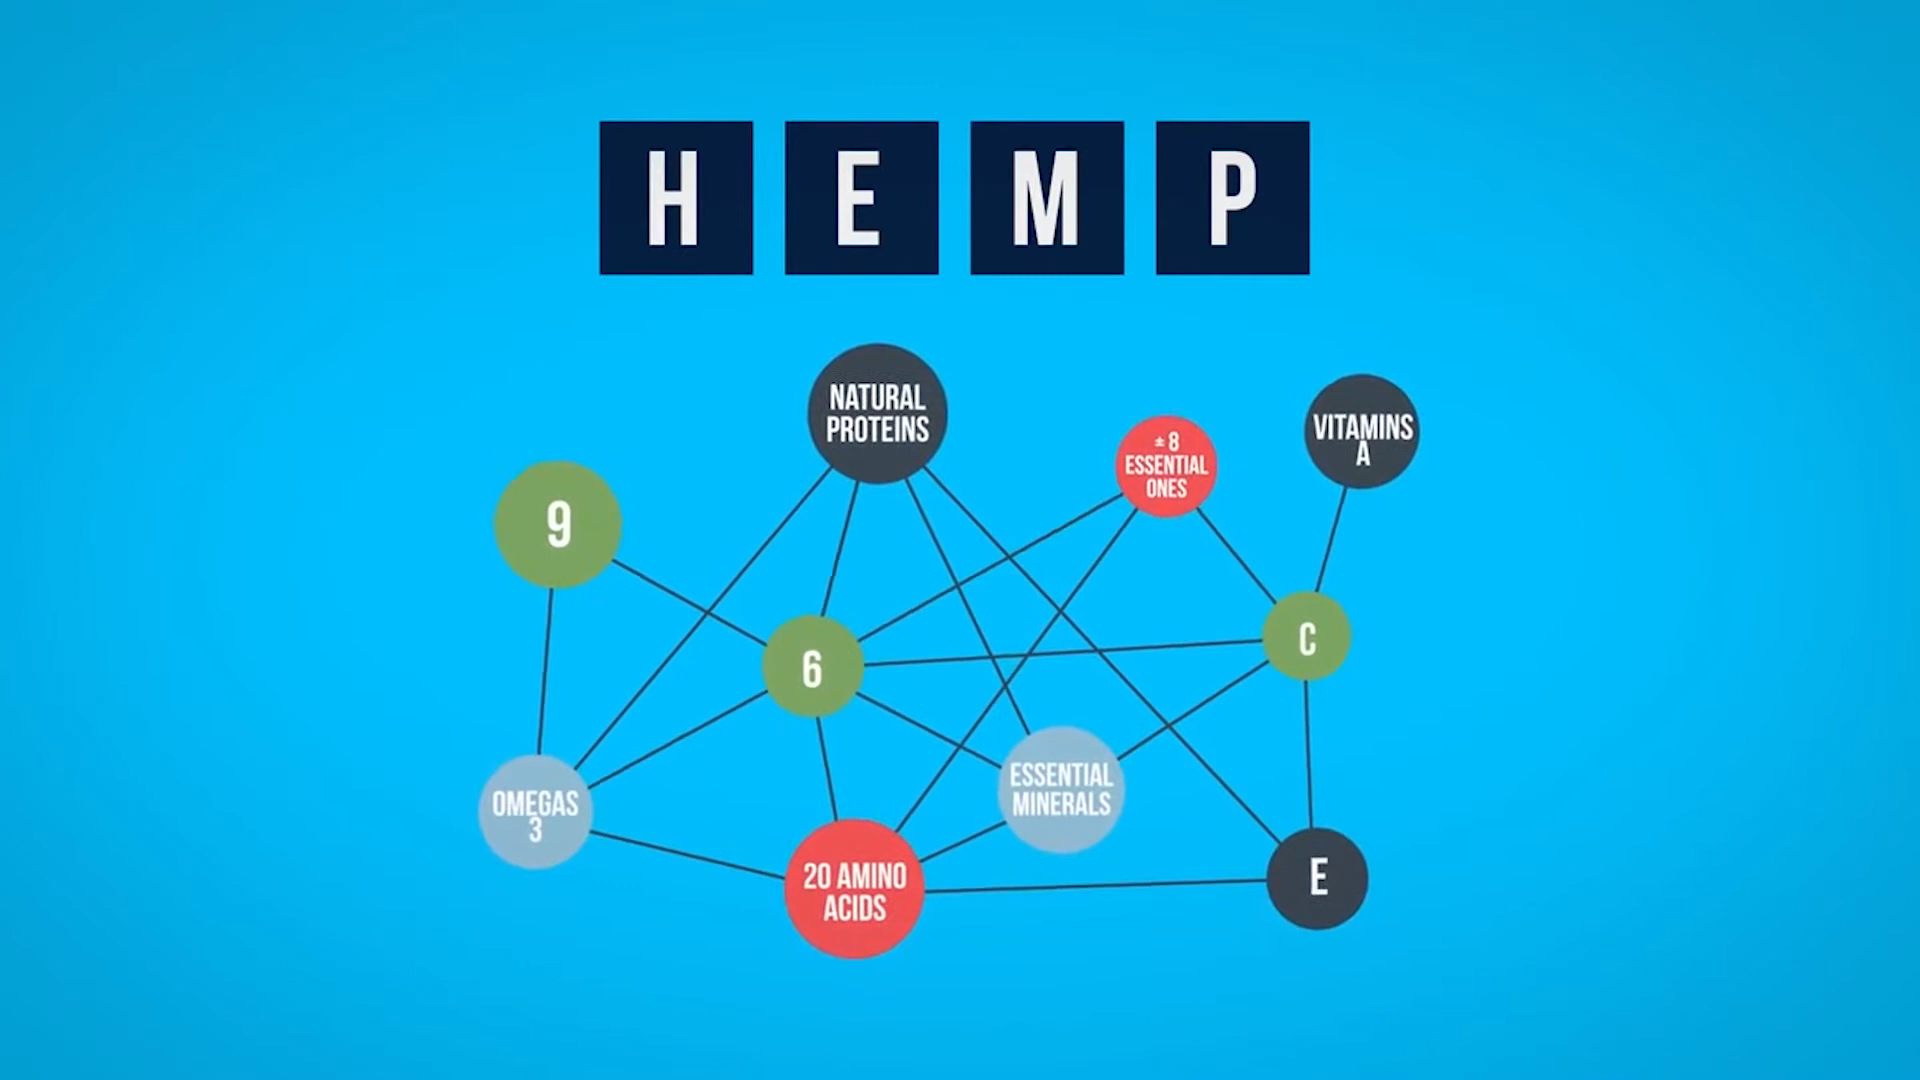 HEMP
NATURAL
PROTEINS
± 8
ESSENTIAL
ONES
VITAMINS
A
9
6
C
OMEGAS
3
ESSENTIAL
MINERALS
20 AMINO
ACIDS
E